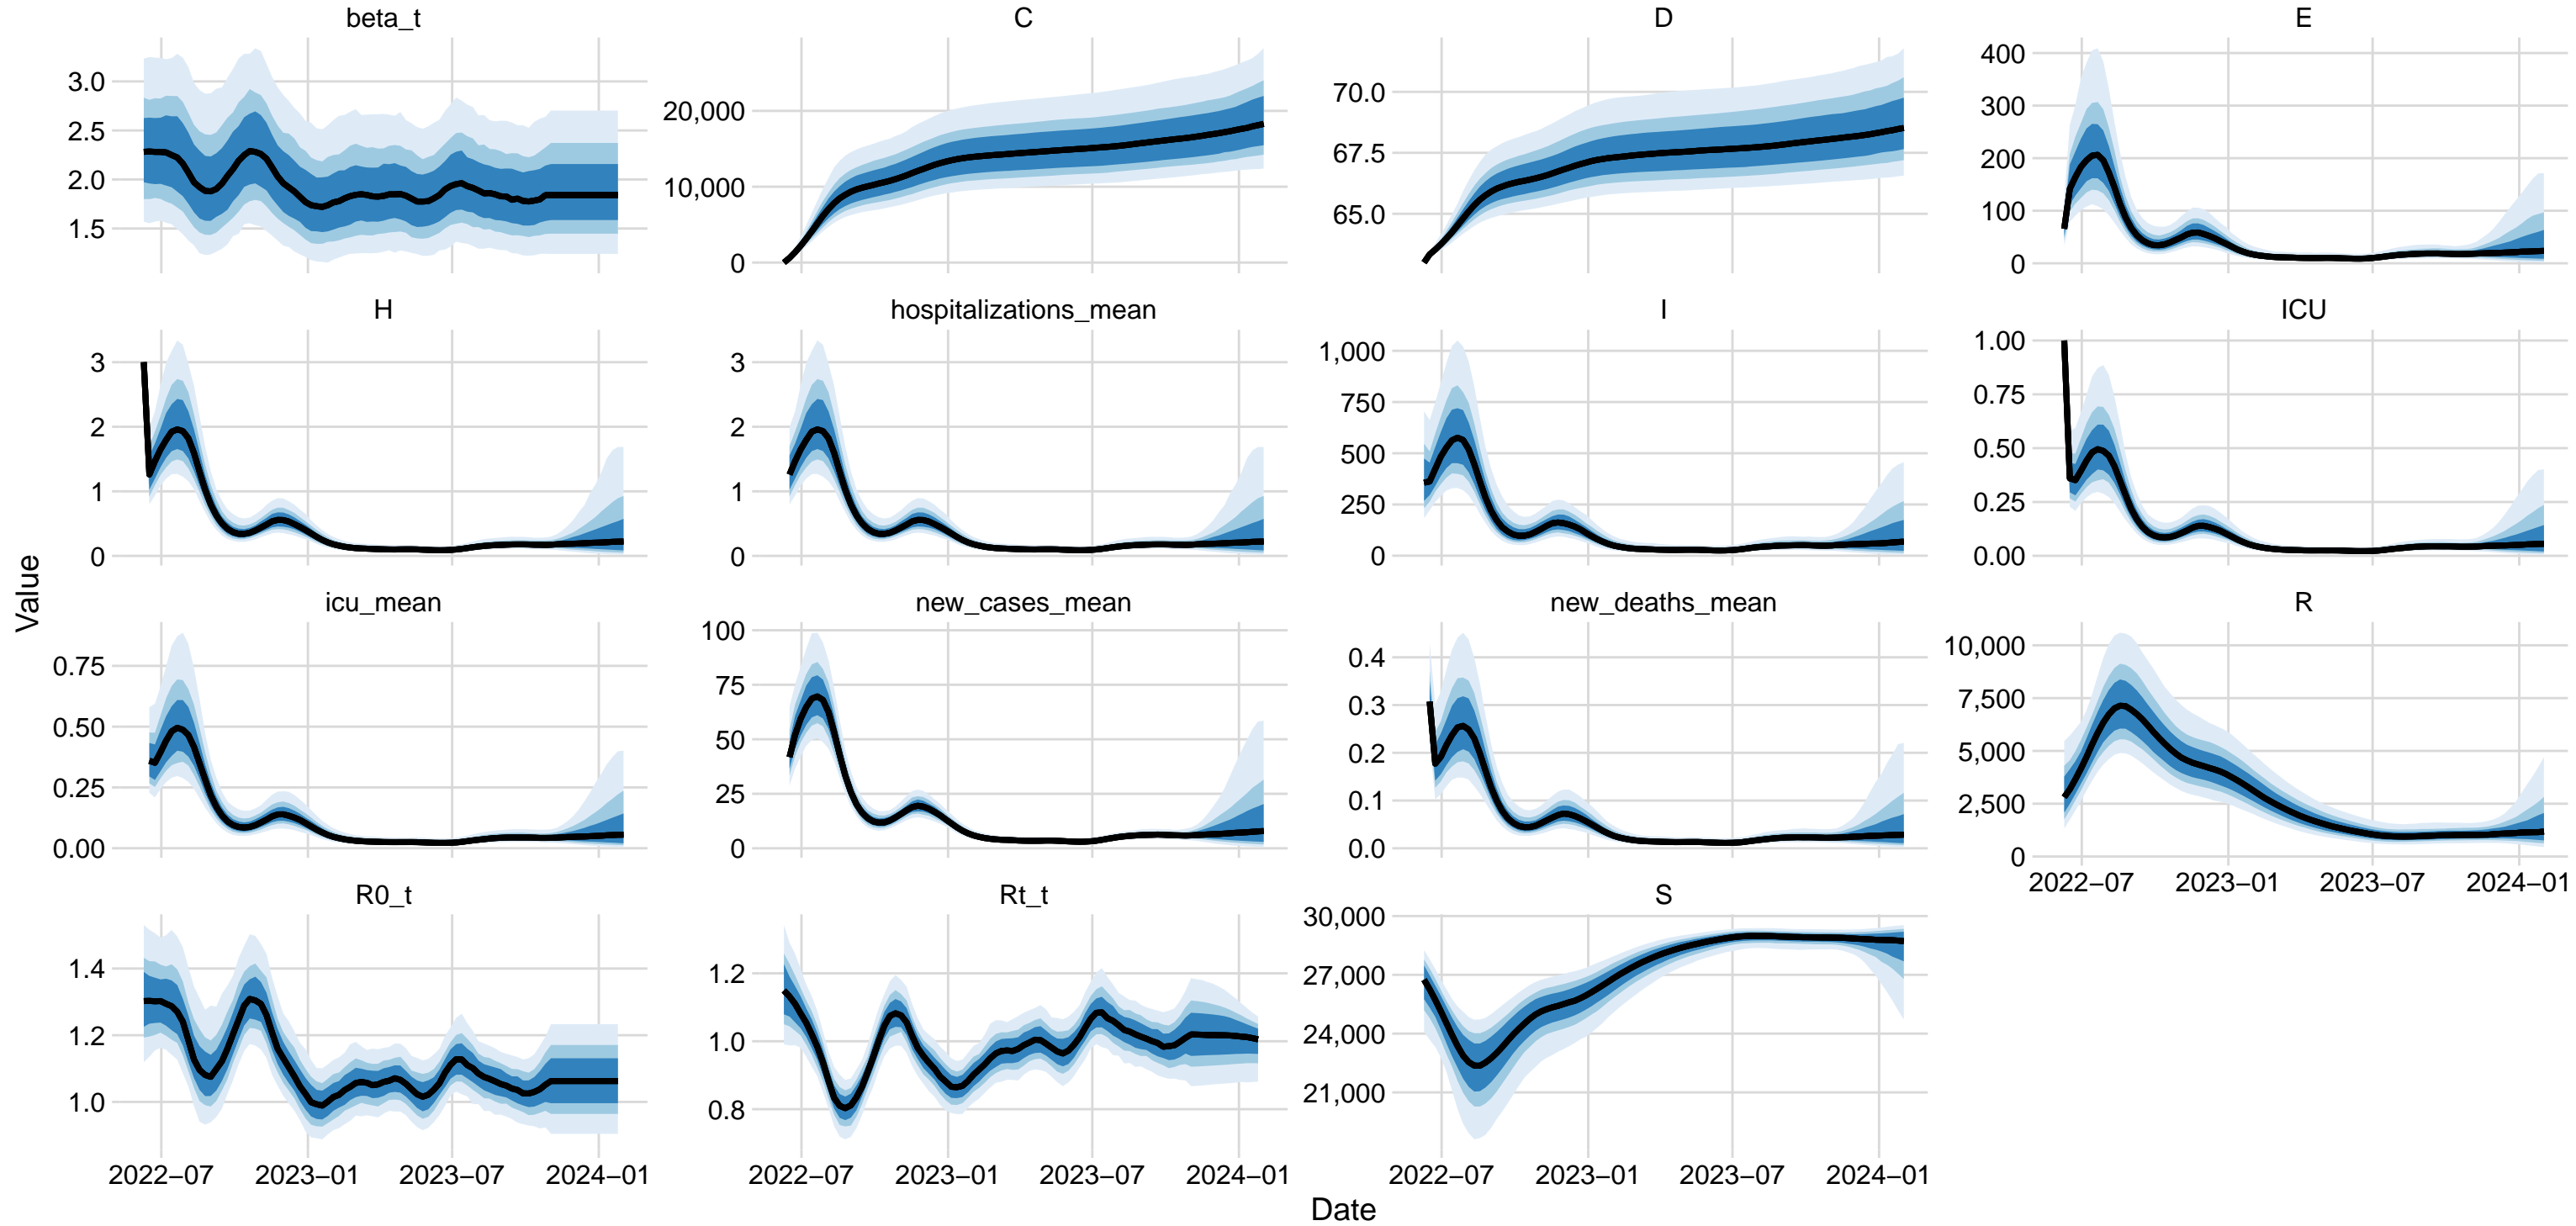 beta_t
3.0
2.5
2.0
1.5
C
20,000
10,000
0
D
70.0
67.5
65.0
E
400
300
200
100
0
H
3
2
1
0
hospitalizations_mean
3
2
1
0
I
1,000
750
500
250
0
ICU
1.00
0.75
0.50
0.25
0.00
Value
icu_mean
0.75
0.50
0.25
0.00
new_cases_mean
100
75
50
25
0
new_deaths_mean
0.4
0.3
0.2
0.1
0.0
R
10,000
7,500
5,000
2,500
0
2022−07 2023−01 2023−07 2024−01
R0_t
1.4
1.2
1.0
2022−07 2023−01 2023−07 2024−01
Rt_t
1.2
1.0
0.8
2022−07 2023−01 2023−07 2024−01
S
30,000
27,000
24,000
21,000
2022−07 2023−01 2023−07 2024−01
Date